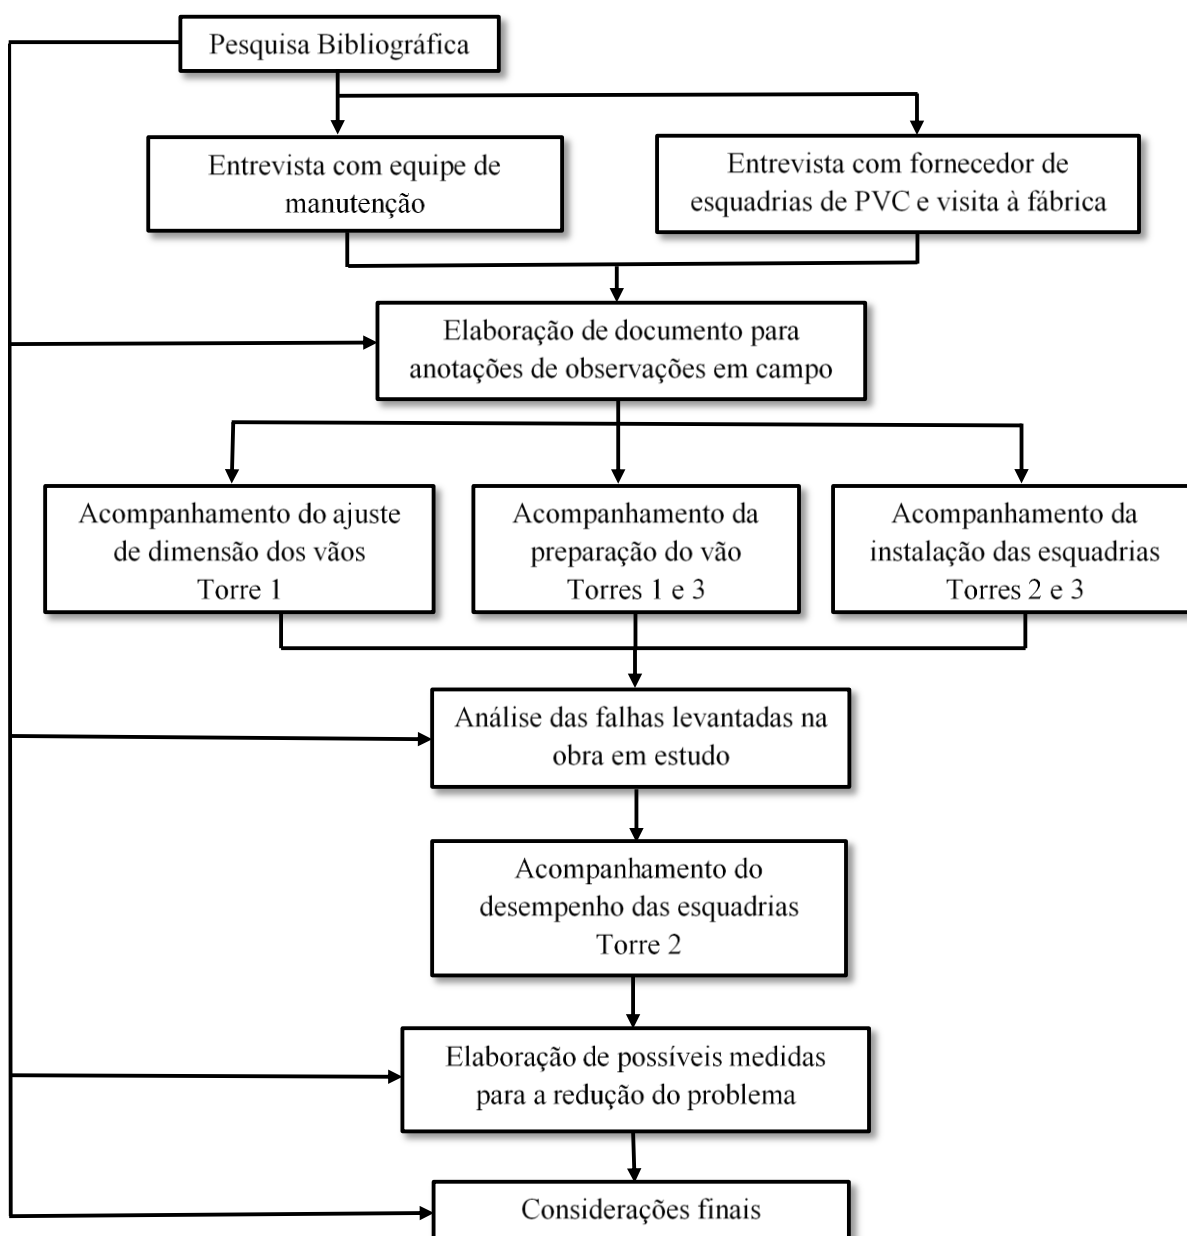 Pesquisa Bibliográfica
Entrevista com equipe de
manutenção
Entrevista com fornecedor de
esquadrias de PVC e visita à fábrica
Elaboração de documento para
anotações de observações em campo
Acompanhamento do ajuste
de dimensão dos vãos
Torre 1
Acompanhamento da
preparação do vão
Torres 1 e 3
Acompanhamento da
instalação das esquadrias
Torres 2 e 3
Análise das falhas levantadas na
obra em estudo
Acompanhamento do
desempenho das esquadrias
Torre 2
Elaboração de possíveis medidas
para a redução do problema
Considerações finais